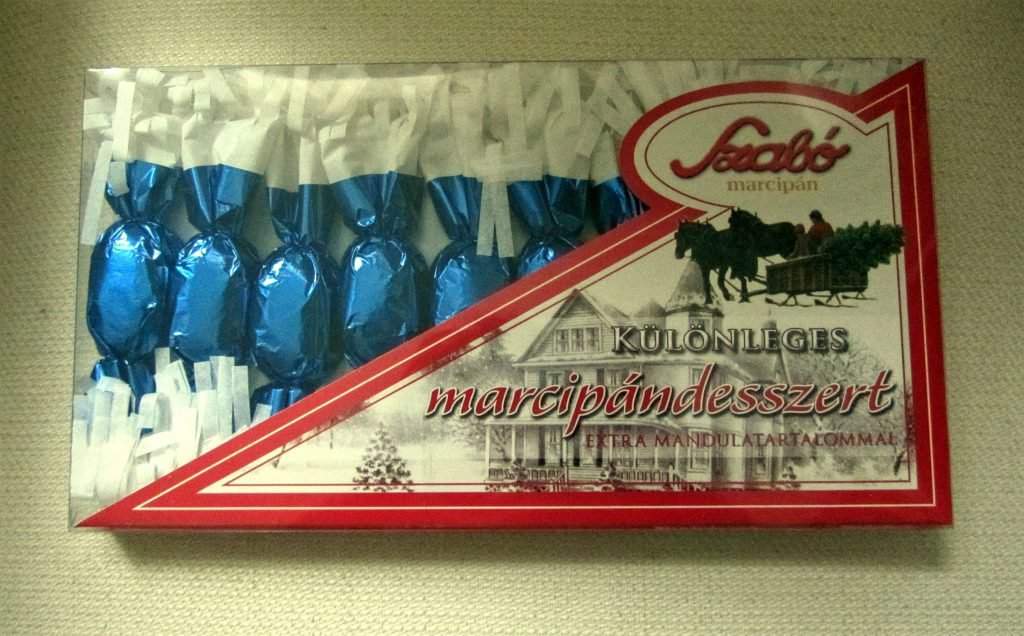 Szabó
marcipán
KÜLÖNLEGES
marcipándesszert
EXTRA MANDULATARTALOMMAL